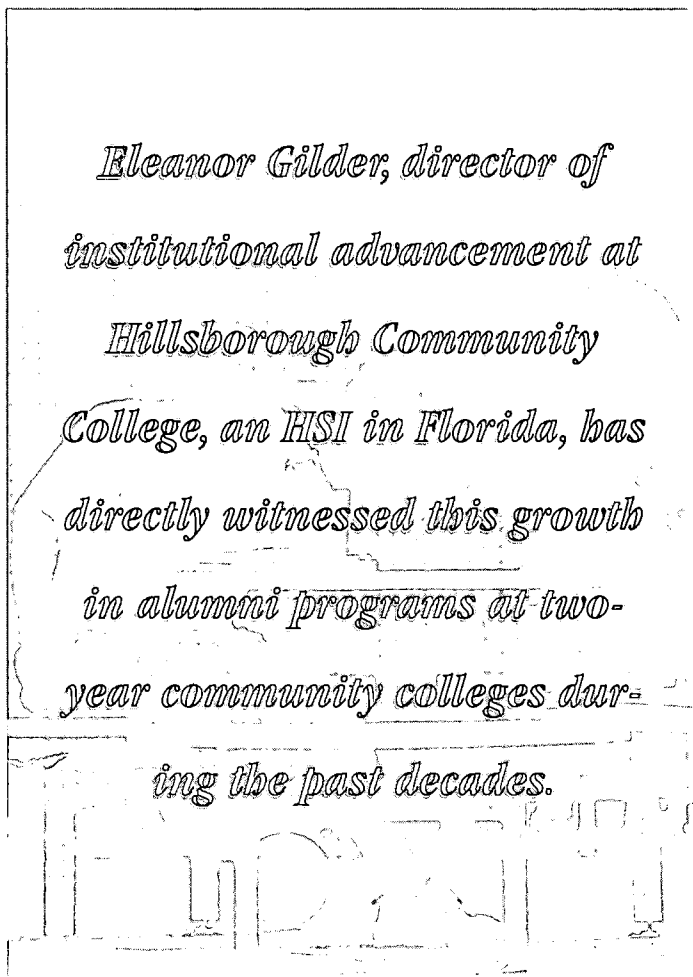 Eleanor Gilder, director of
institutional advancement at
Hillsborough Community
College, an HSI in Florida, has
directly witnessed this growth
in alumni programs at two-
year community colleges dur-
ing the past decades.